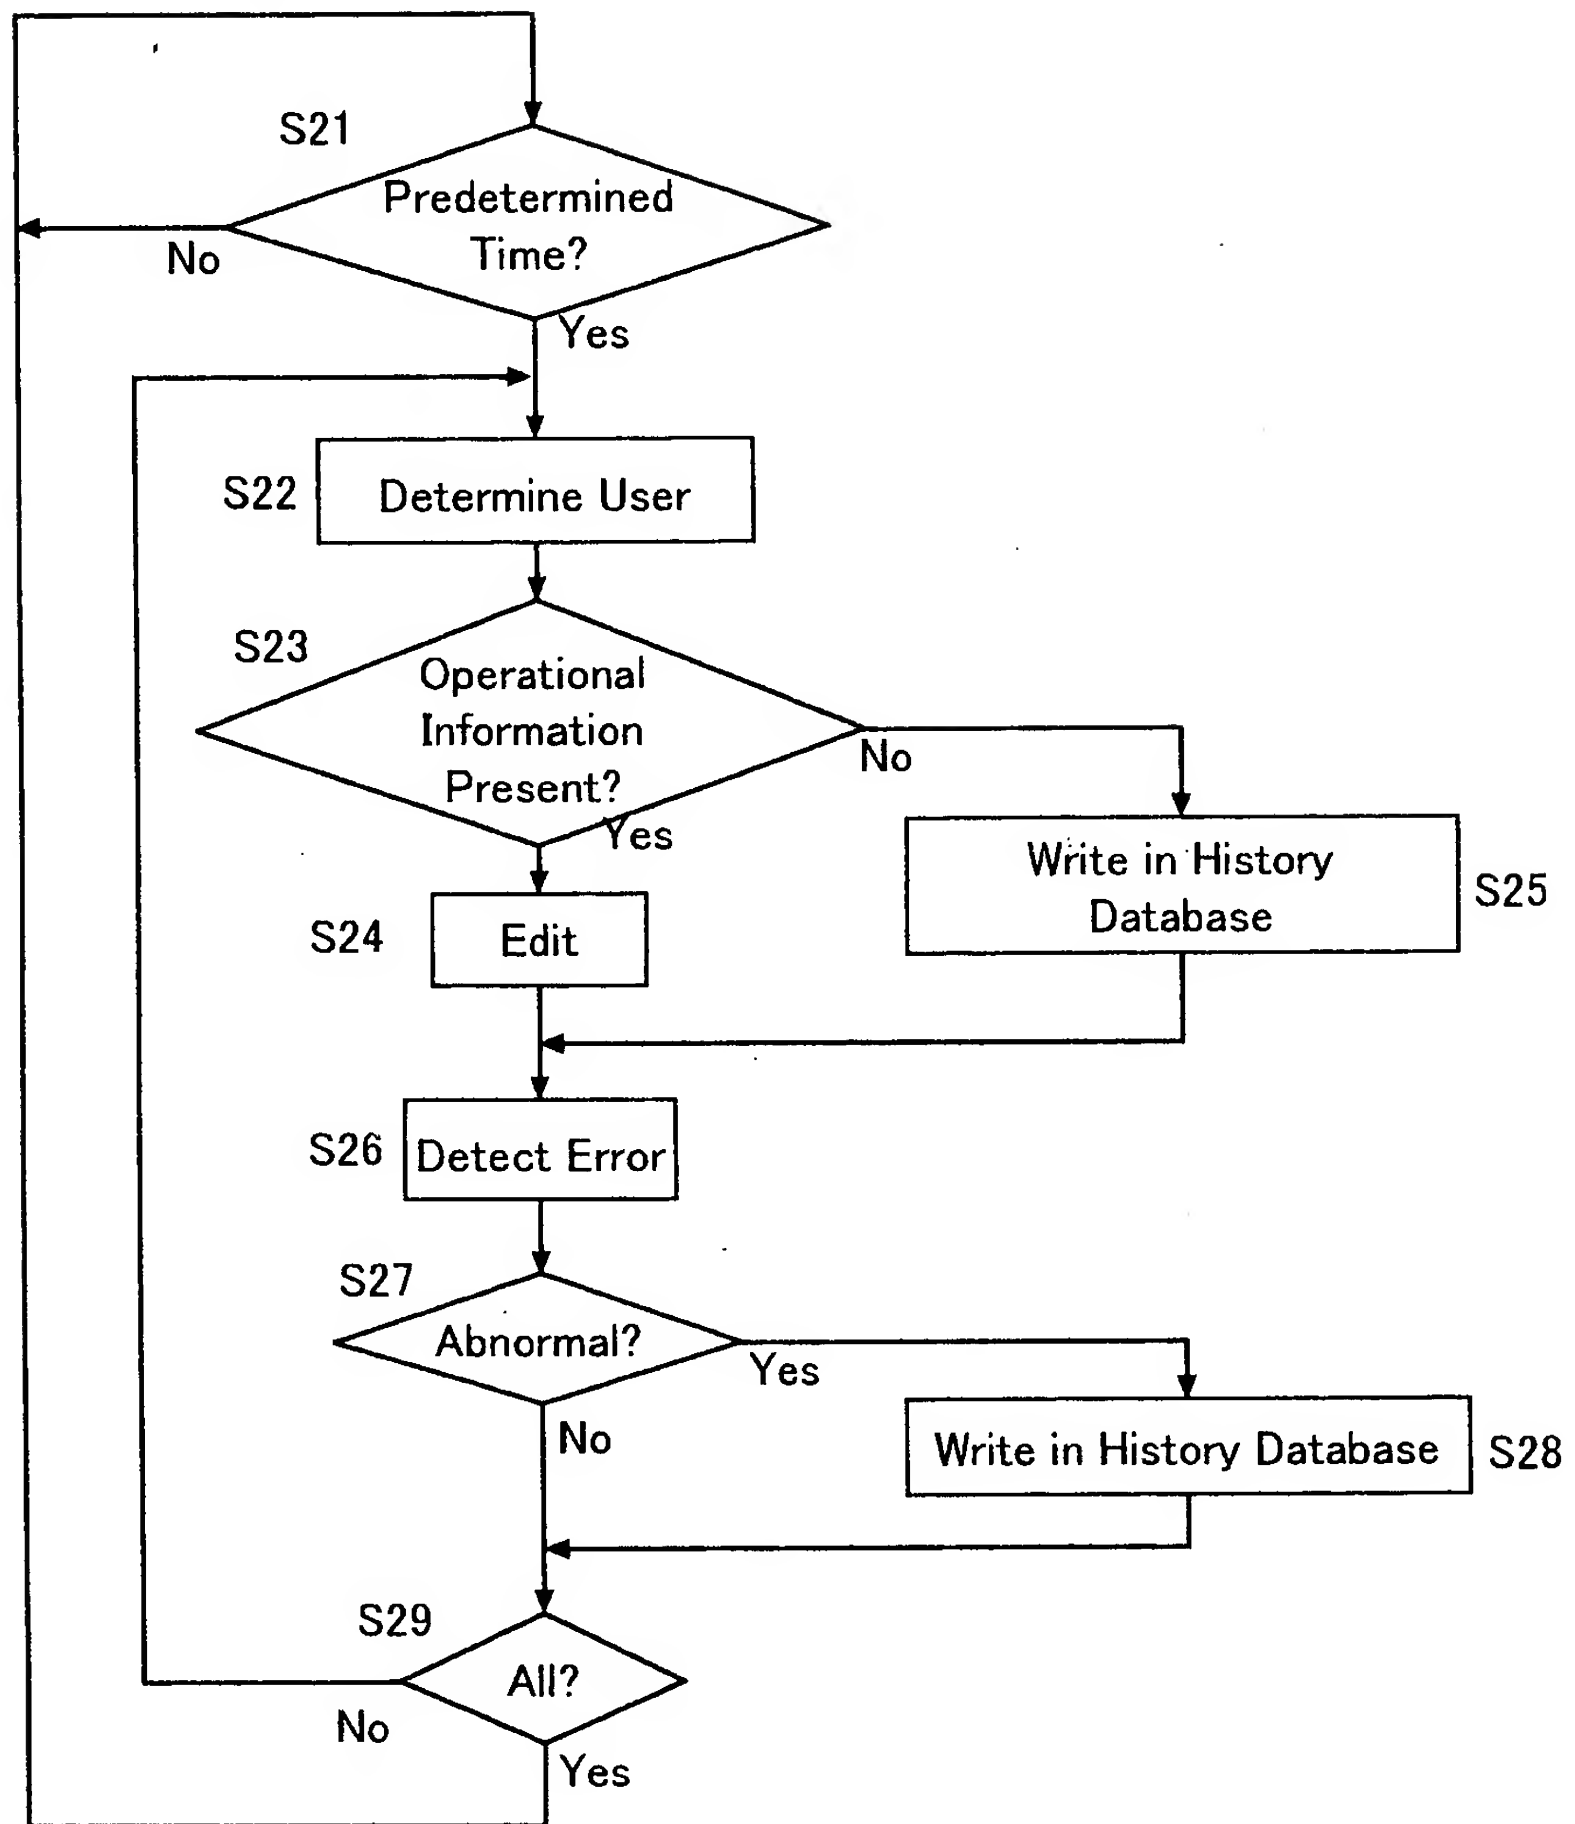 S21
Predetermined
Time?
No
Yes
S22
Determine User
S23
Operational
Information
Present?
No
Yes
Write in History
Database
S25
S24
Edit
S26
Detect Error
S27
Abnormal?
Yes
No
Write in History Database
S28
S29
All?
No
Yes